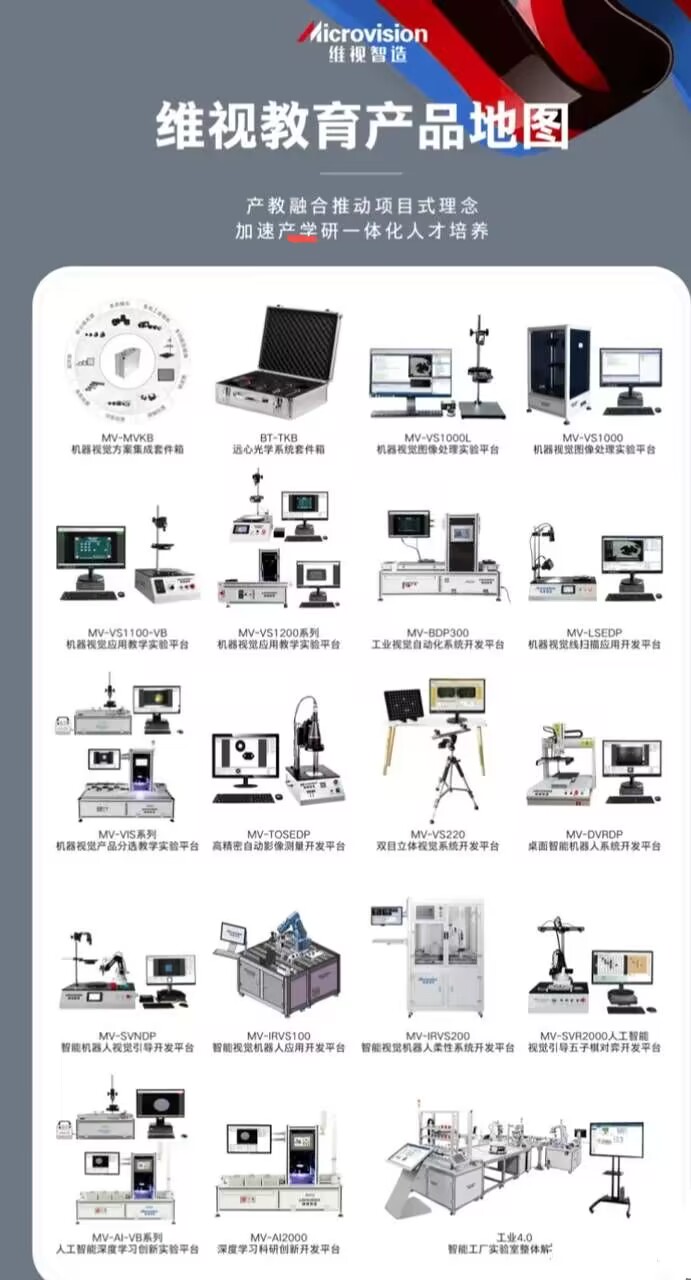 Microvision
维视智造
维视教育产品地图
产教融合推动项目式理念
加速产学研一体化人才培养
MV-MVKB
机器视觉方案集成套件箱
BT-TKB
远心光学系统套件箱
MV-VS1000L
机器视觉图像处理实验平台
MV-VS1000
机器视觉图像处理实验平台
MV-VS1100-VB
机器视觉应用教学实验平台
MV-VS1200系列
机器视觉应用教学实验平台
MV-BDP300
工业视觉自动化系统开发平台
MV-LSEDP
机器视觉线扫描应用开发平台
MV-VIS系列
机器视觉产品分选教学实验平台
MV-TOSEDP
高精密自动影像测量开发平台
MV-VS220
双目立体视觉系统开发平台
MV-DVRDP
桌面智能机器人系统开发平台
MV-SVNDP
智能机器人视觉引导开发平台
MV-IRVS100
智能视觉机器人应用开发平台
MV-IRVS200
智能视觉机器人柔性系统开发平台
MV-SVR2000人工智能
视觉引导五子棋对弈开发平台
MV-AI-VB系列
人工智能深度学习创新实验平台
MV-AI2000
深度学习科研创新开发平台
工业4.0
智能工厂实验室整体解